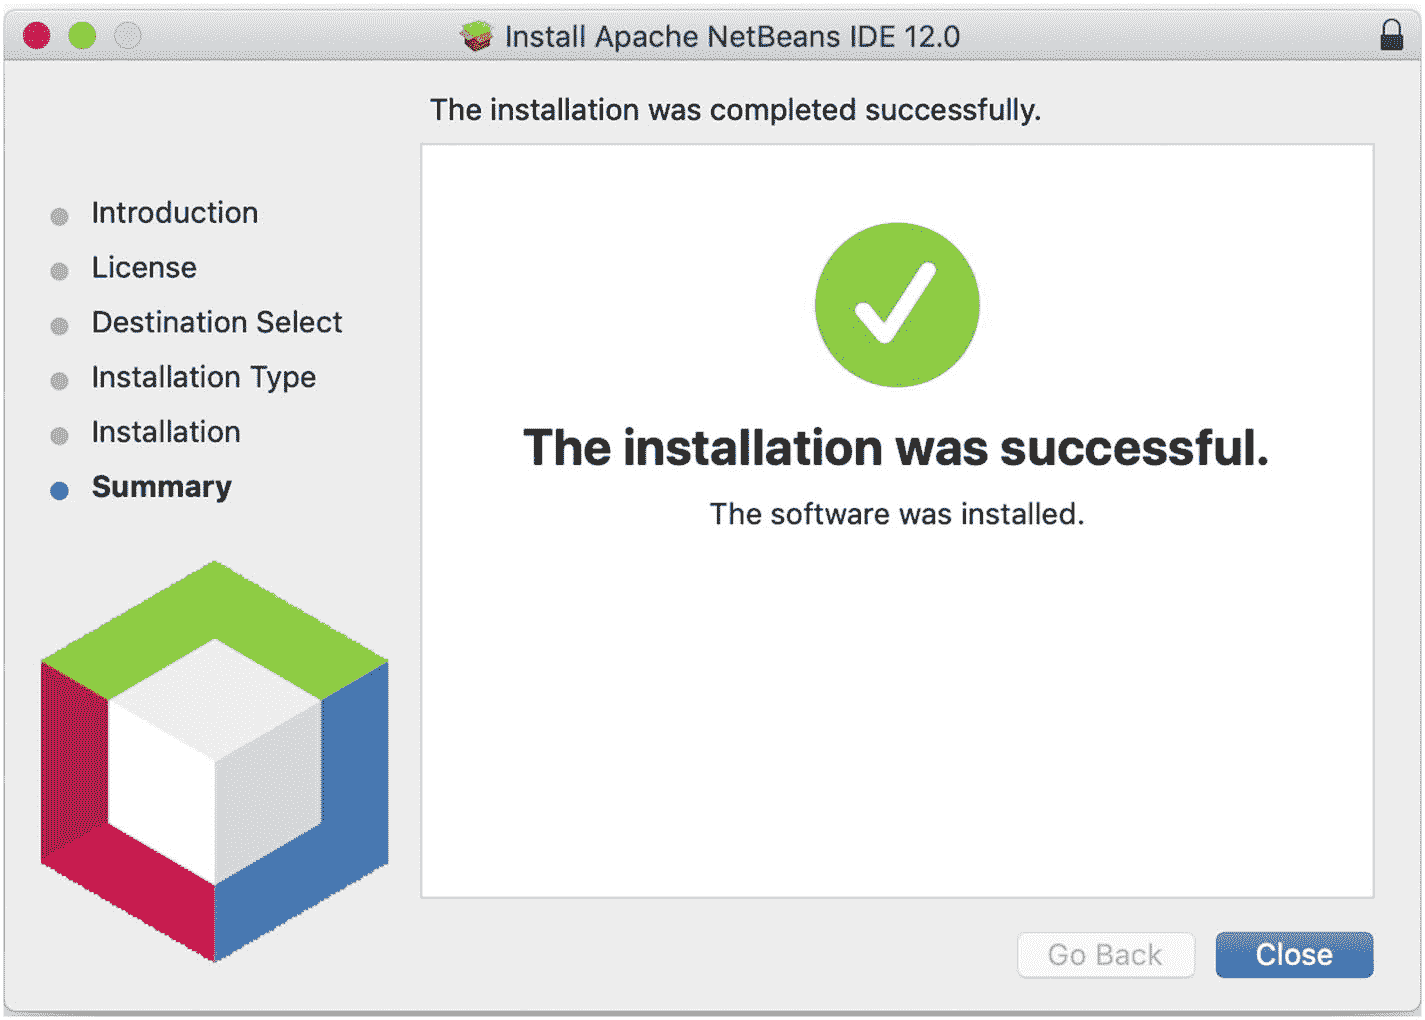 Install Apache NetBeans IDE 12.0
The installation was completed successfully.
Introduction
License
Destination Select
Installation Type
Installation
Summary
The installation was successful.
The software was installed.
Go Back
Close